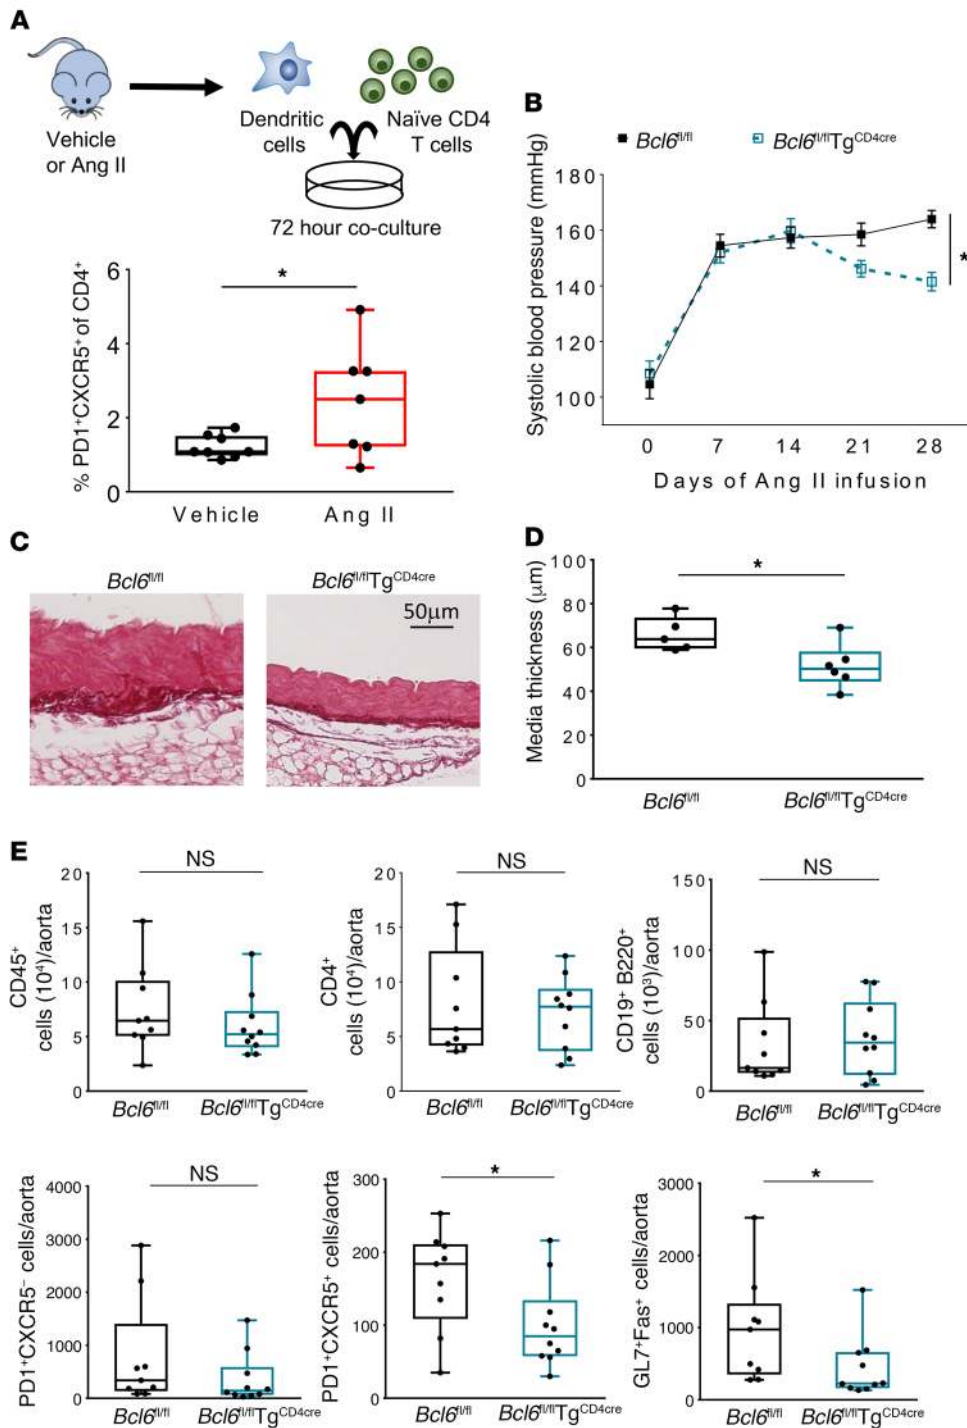 A
Vehicle
or Ang II
Dendritic
cells
Naïve CD4
T cells
72 hour co-culture
% PD1⁺CXCR5⁺ of CD4⁺
6
4
2
0
*
Vehicle
Ang II
B
Bcl6fl/fl
Bcl6fl/flTgCD4cre
Systolic blood pressure (mmHg)
180
160
140
120
100
*
0 7 14 21 28
Days of Ang II infusion
C
Bcl6fl/fl
Bcl6fl/flTgCD4cre
50μm
D
Media thickness (μm)
100
80
60
40
20
0
*
Bcl6fl/fl
Bcl6fl/flTgCD4cre
E
CD45⁺
cells (10⁴)/aorta
20
15
10
5
0
NS
Bcl6fl/fl
Bcl6fl/flTgCD4cre
CD4⁺
cells (10⁴)/aorta
20
15
10
5
0
NS
Bcl6fl/fl
Bcl6fl/flTgCD4cre
CD19⁺ B220⁺
cells (10³)/aorta
150
100
50
0
NS
Bcl6fl/fl
Bcl6fl/flTgCD4cre
PD1⁺CXCR5⁻ cells/aorta
4000
3000
2000
1000
0
NS
Bcl6fl/fl
Bcl6fl/flTgCD4cre
PD1⁺CXCR5⁺ cells/aorta
300
200
100
0
*
Bcl6fl/fl
Bcl6fl/flTgCD4cre
GL7⁺Fas⁺ cells/aorta
3000
2000
1000
0
*
Bcl6fl/fl
Bcl6fl/flTgCD4cre